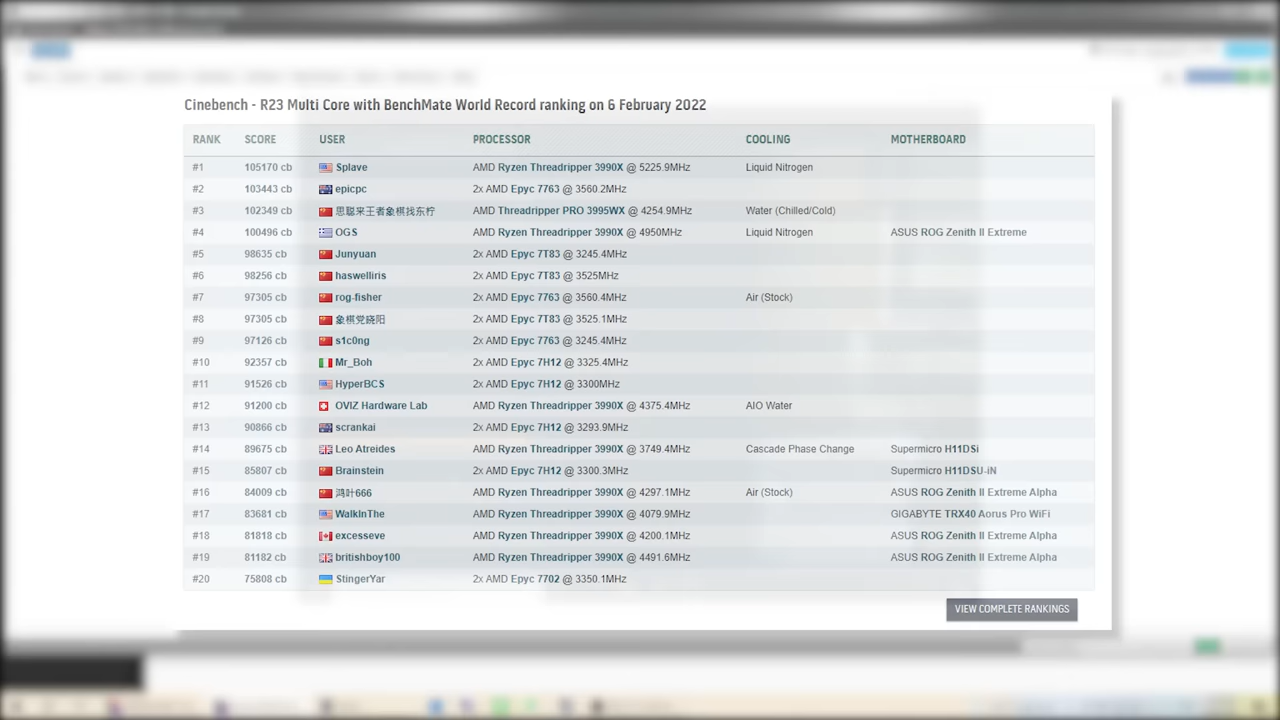 Cinebench - R23 Multi Core with BenchMate World Record ranking on 6 February 2022
RANK SCORE USER PROCESSOR COOLING MOTHERBOARD
#1 105170 cb Splave AMD Ryzen Threadripper 3990X @ 5225.9MHz Liquid Nitrogen
#2 103443 cb epicpc 2x AMD Epyc 7763 @ 3560.2MHz
#3 102349 cb 思聪来王者象棋找东柠 AMD Threadripper PRO 3995WX @ 4254.9MHz Water (Chilled/Cold)
#4 100496 cb OGS AMD Ryzen Threadripper 3990X @ 4950MHz Liquid Nitrogen ASUS ROG Zenith II Extreme
#5 98635 cb Junyuan 2x AMD Epyc 7T83 @ 3245.4MHz
#6 98256 cb haswelliris 2x AMD Epyc 7T83 @ 3525MHz
#7 97305 cb rog-fisher 2x AMD Epyc 7763 @ 3560.4MHz Air (Stock)
#8 97305 cb 象棋党晓阳 2x AMD Epyc 7T83 @ 3525.1MHz
#9 97126 cb s1c0ng 2x AMD Epyc 7763 @ 3245.4MHz
#10 92357 cb Mr_Boh 2x AMD Epyc 7H12 @ 3325.4MHz
#11 91526 cb HyperBCS 2x AMD Epyc 7H12 @ 3300MHz
#12 91200 cb OVIZ Hardware Lab AMD Ryzen Threadripper 3990X @ 4375.4MHz AIO Water
#13 90866 cb scrankai 2x AMD Epyc 7H12 @ 3293.9MHz
#14 89675 cb Leo Atreides AMD Ryzen Threadripper 3990X @ 3749.4MHz Cascade Phase Change Supermicro H11DSi
#15 85807 cb Brainstein 2x AMD Epyc 7H12 @ 3300.3MHz Supermicro H11DSU-iN
#16 84009 cb 鸿叶666 AMD Ryzen Threadripper 3990X @ 4297.1MHz Air (Stock) ASUS ROG Zenith II Extreme Alpha
#17 83681 cb WalkInThe AMD Ryzen Threadripper 3990X @ 4079.9MHz GIGABYTE TRX40 Aorus Pro WiFi
#18 81818 cb excesseve AMD Ryzen Threadripper 3990X @ 4200.1MHz ASUS ROG Zenith II Extreme Alpha
#19 81182 cb britishboy100 AMD Ryzen Threadripper 3990X @ 4491.6MHz ASUS ROG Zenith II Extreme Alpha
#20 75808 cb StingerYar 2x AMD Epyc 7702 @ 3350.1MHz
VIEW COMPLETE RANKINGS